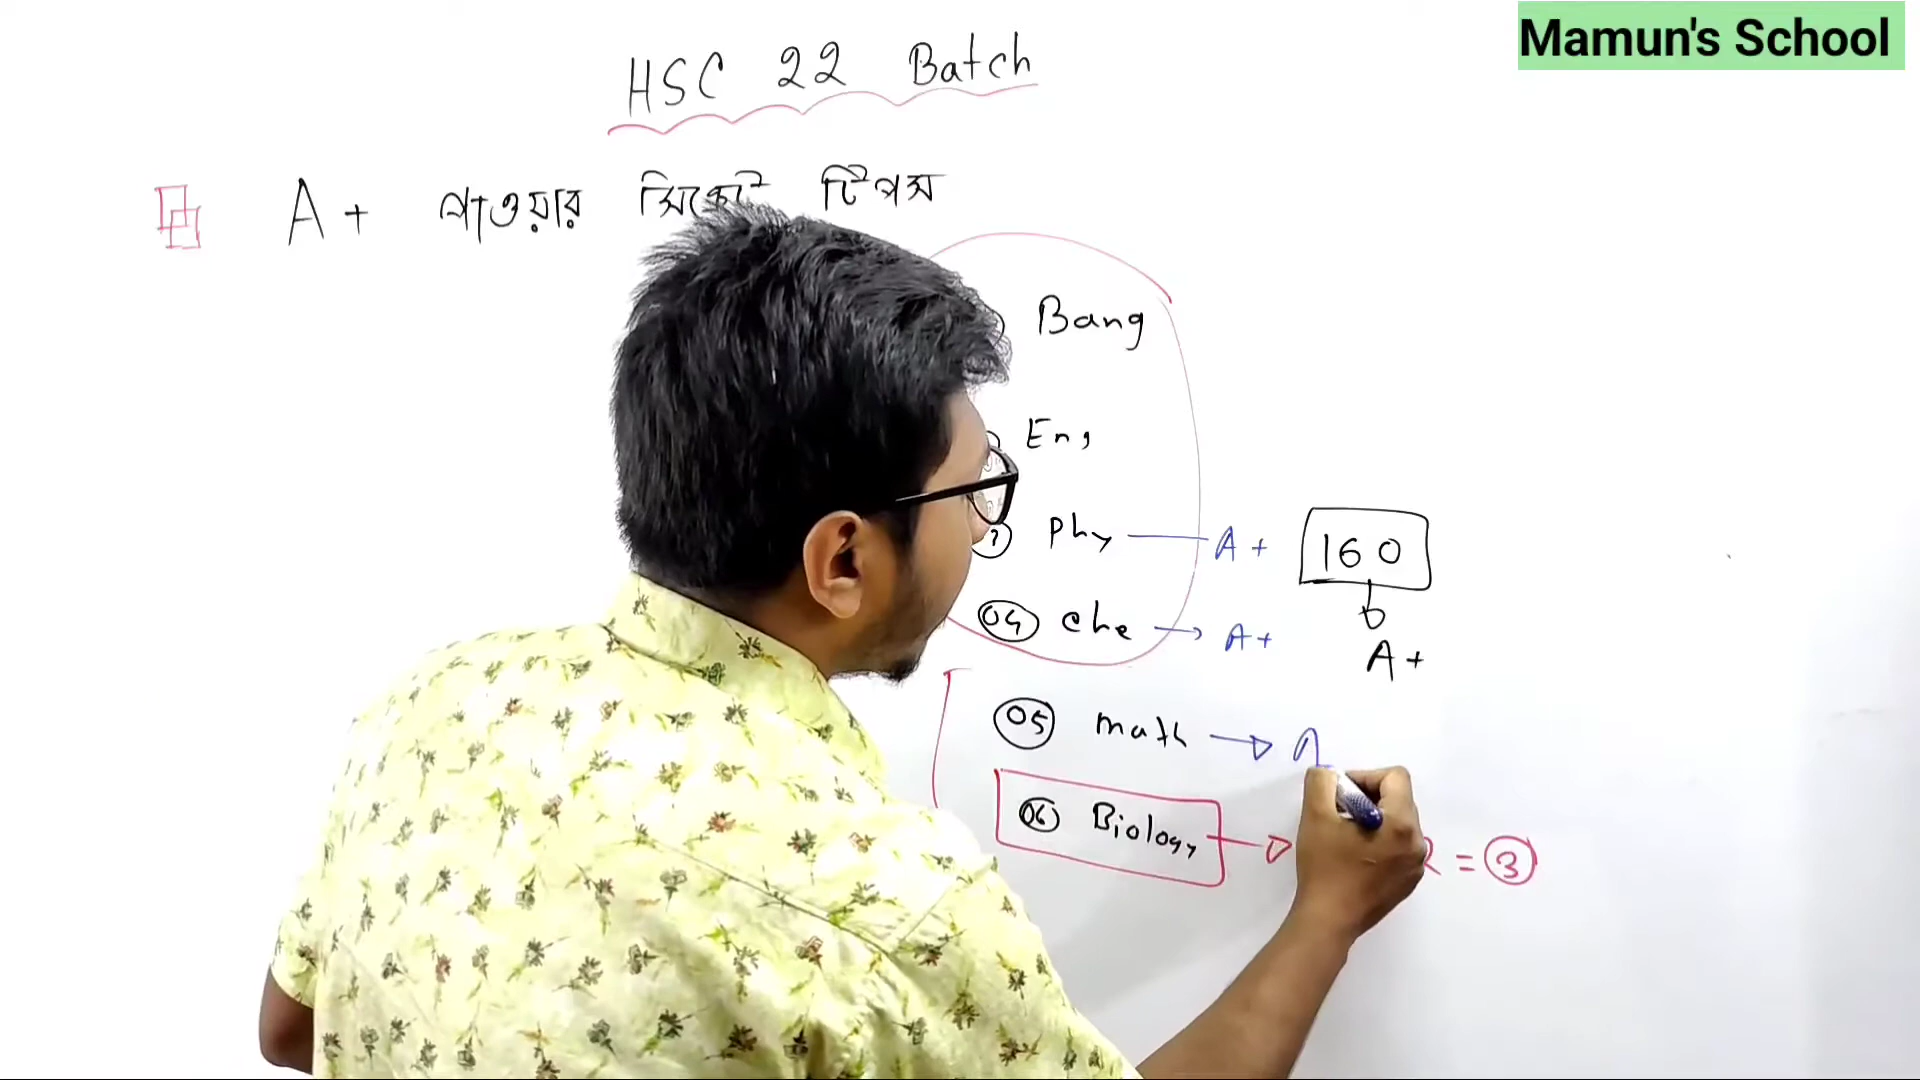 Mamun's School
HSC 22 Batch
A+ পাওয়ার সিক্রেট টিপস
Bang
Eng
Phy A+ 160
04 Che → A+ A+
05 math → A
06 Biology → = 3